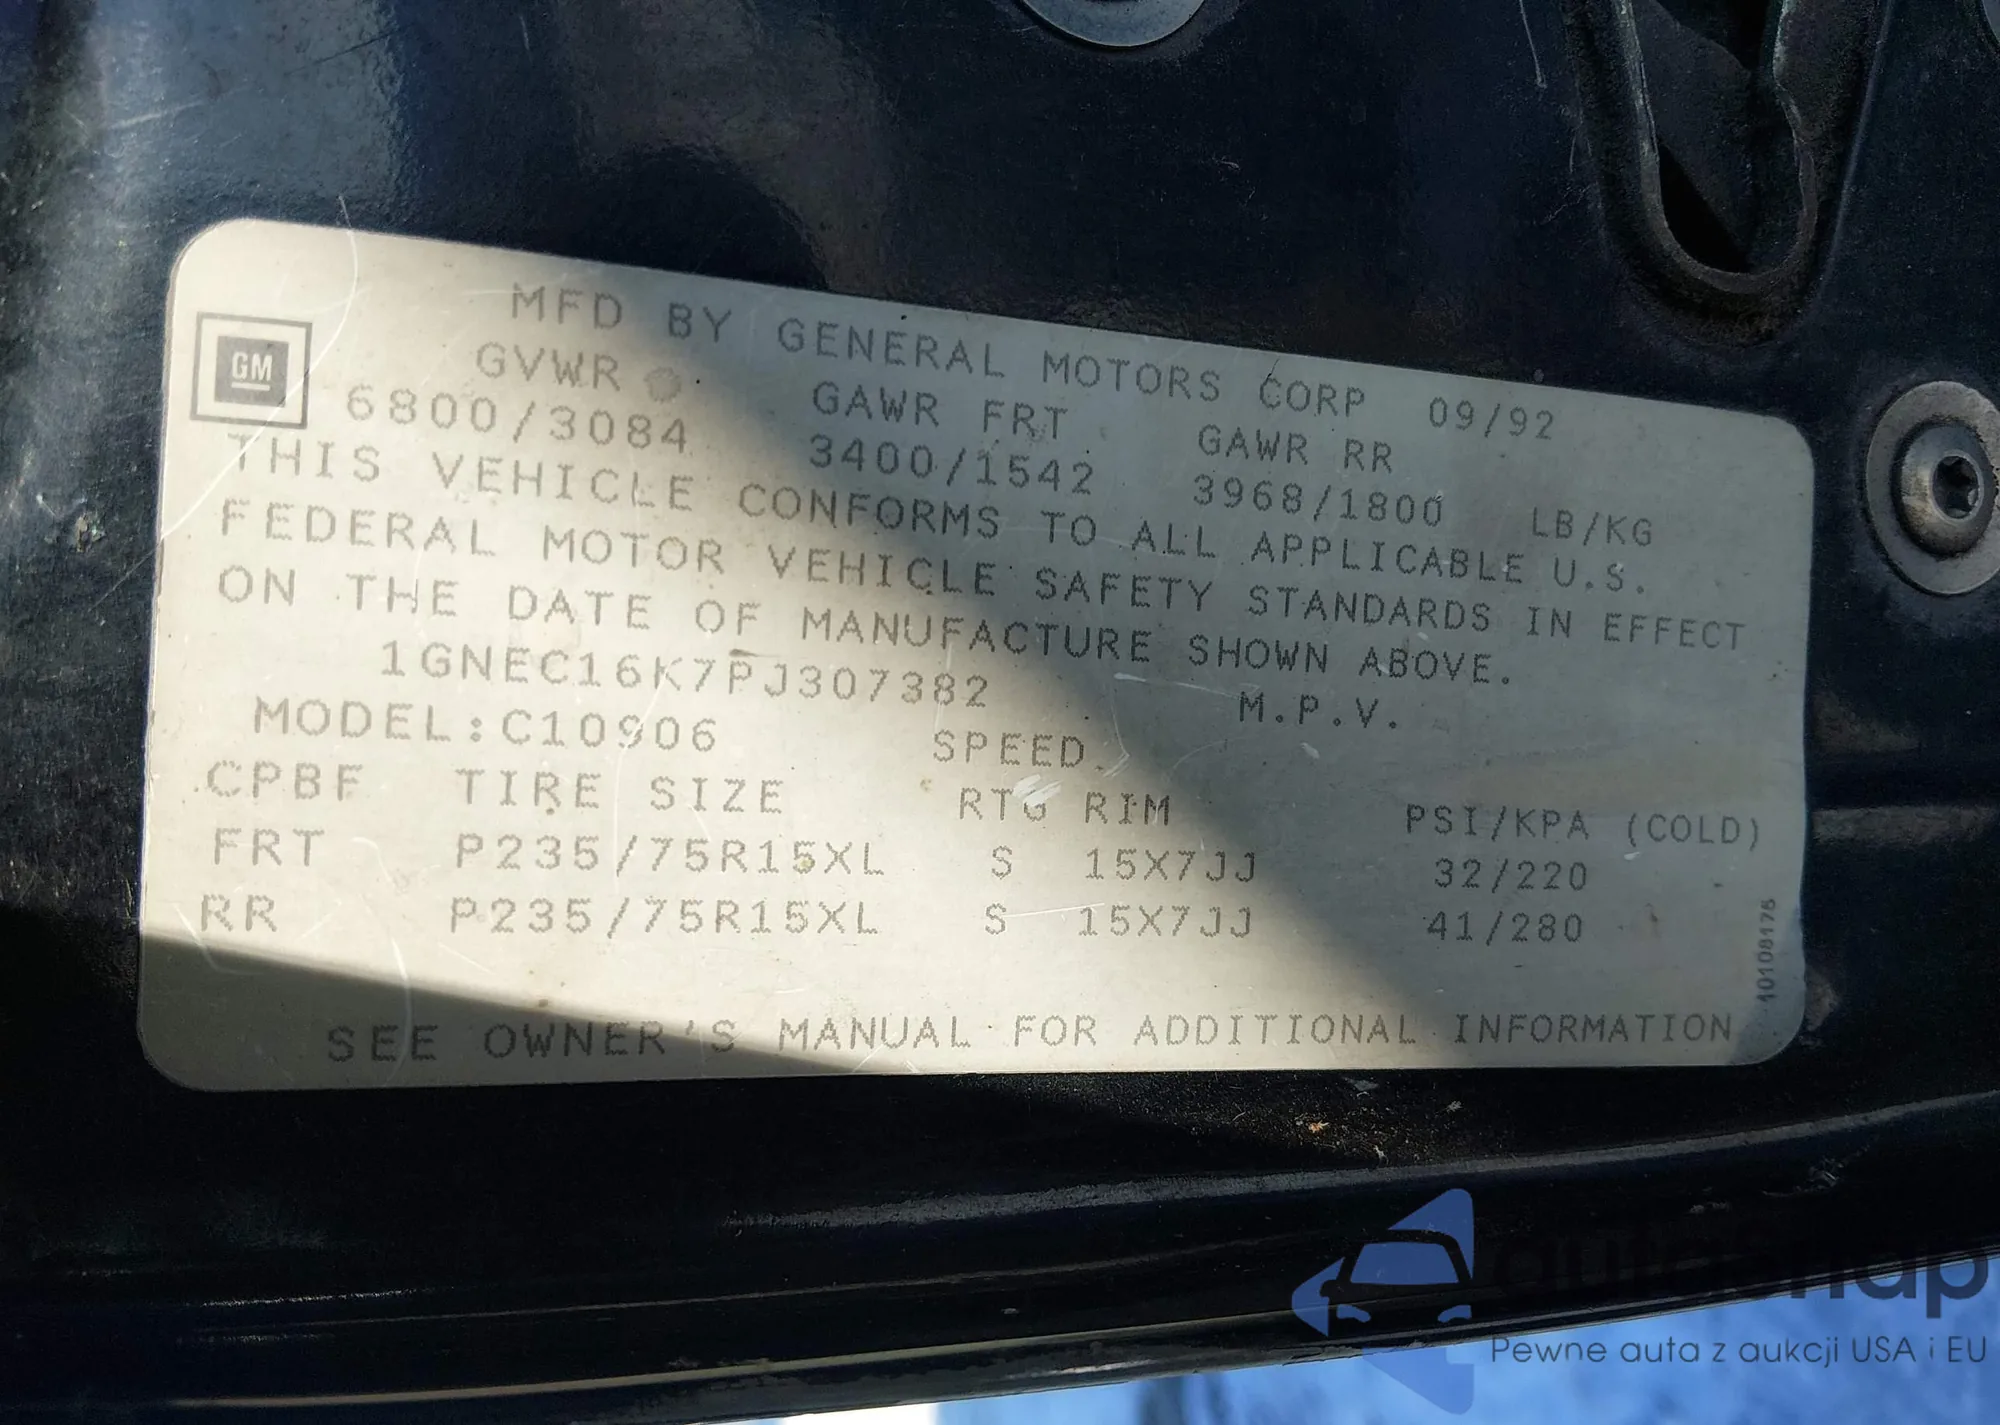 MFD BY GENERAL MOTORS CORP 09/92
GM
GVWR GAWR FRT GAWR RR
6800/3084 3400/1542 3968/1800 LB/KG
THIS VEHICLE CONFORMS TO ALL APPLICABLE U.S.
FEDERAL MOTOR VEHICLE SAFETY STANDARDS IN EFFECT
ON THE DATE OF MANUFACTURE SHOWN ABOVE.
1GNEC16K7PJ307382 M.P.V.
MODEL:C10906 SPEED
CPBF TIRE SIZE RTG RIM PSI/KPA (COLD)
FRT P235/75R15XL S 15X7JJ 32/220
RR P235/75R15XL S 15X7JJ 41/280
10108176
SEE OWNER'S MANUAL FOR ADDITIONAL INFORMATION
autosnap
Pewne auta z aukcji USA i EU